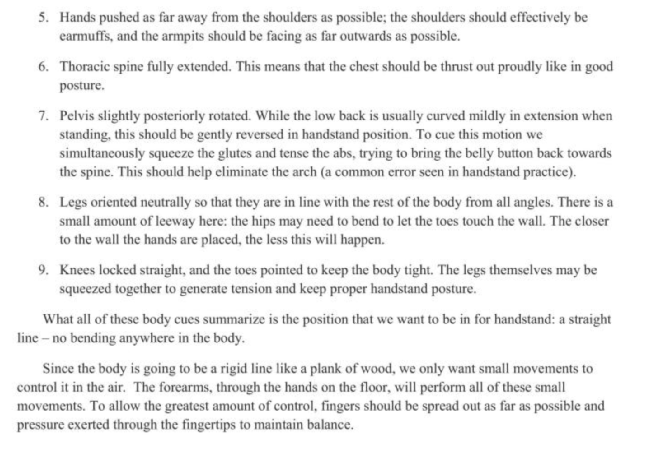 5. Hands pushed as far away from the shoulders as possible; the shoulders should effectively be
earmuffs, and the armpits should be facing as far outwards as possible.
6. Thoracic spine fully extended. This means that the chest should be thrust out proudly like in good
posture.
7. Pelvis slightly posteriorly rotated. While the low back is usually curved mildly in extension when
standing, this should be gently reversed in handstand position. To cue this motion we
simultaneously squeeze the glutes and tense the abs, trying to bring the belly button back towards
the spine. This should help eliminate the arch (a common error seen in handstand practice).
8. Legs oriented neutrally so that they are in line with the rest of the body from all angles. There is a
small amount of leeway here: the hips may need to bend to let the toes touch the wall. The closer
to the wall the hands are placed, the less this will happen.
9. Knees locked straight, and the toes pointed to keep the body tight. The legs themselves may be
squeezed together to generate tension and keep proper handstand posture.
What all of these body cues summarize is the position that we want to be in for handstand: a straight
line – no bending anywhere in the body.
Since the body is going to be a rigid line like a plank of wood, we only want small movements to
control it in the air. The forearms, through the hands on the floor, will perform all of these small
movements. To allow the greatest amount of control, fingers should be spread out as far as possible and
pressure exerted through the fingertips to maintain balance.